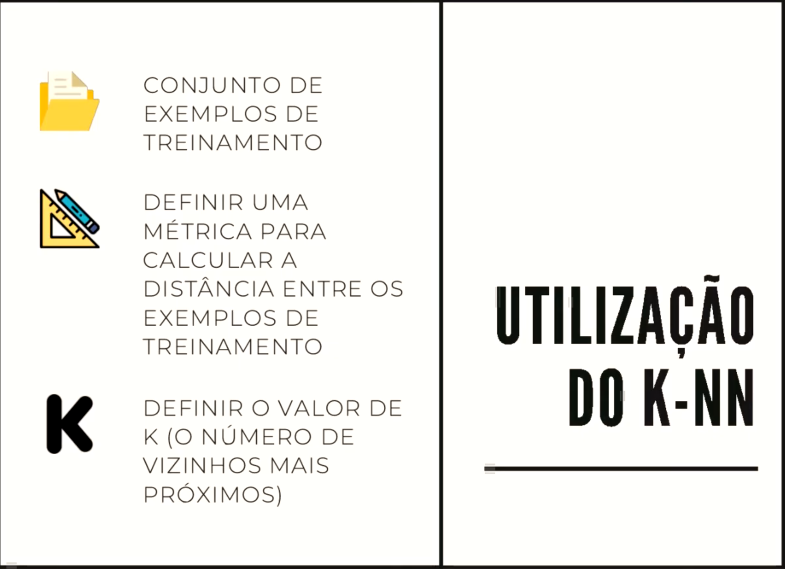 CONJUNTO DE
EXEMPLOS DE
TREINAMENTO
DEFINIR UMA
MÉTRICA PARA
CALCULAR A
DISTÂNCIA ENTRE OS
EXEMPLOS DE
TREINAMENTO
K
DEFINIR O VALOR DE
K (O NÚMERO DE
VIZINHOS MAIS
PRÓXIMOS)
UTILIZAÇÃO
DO K-NN